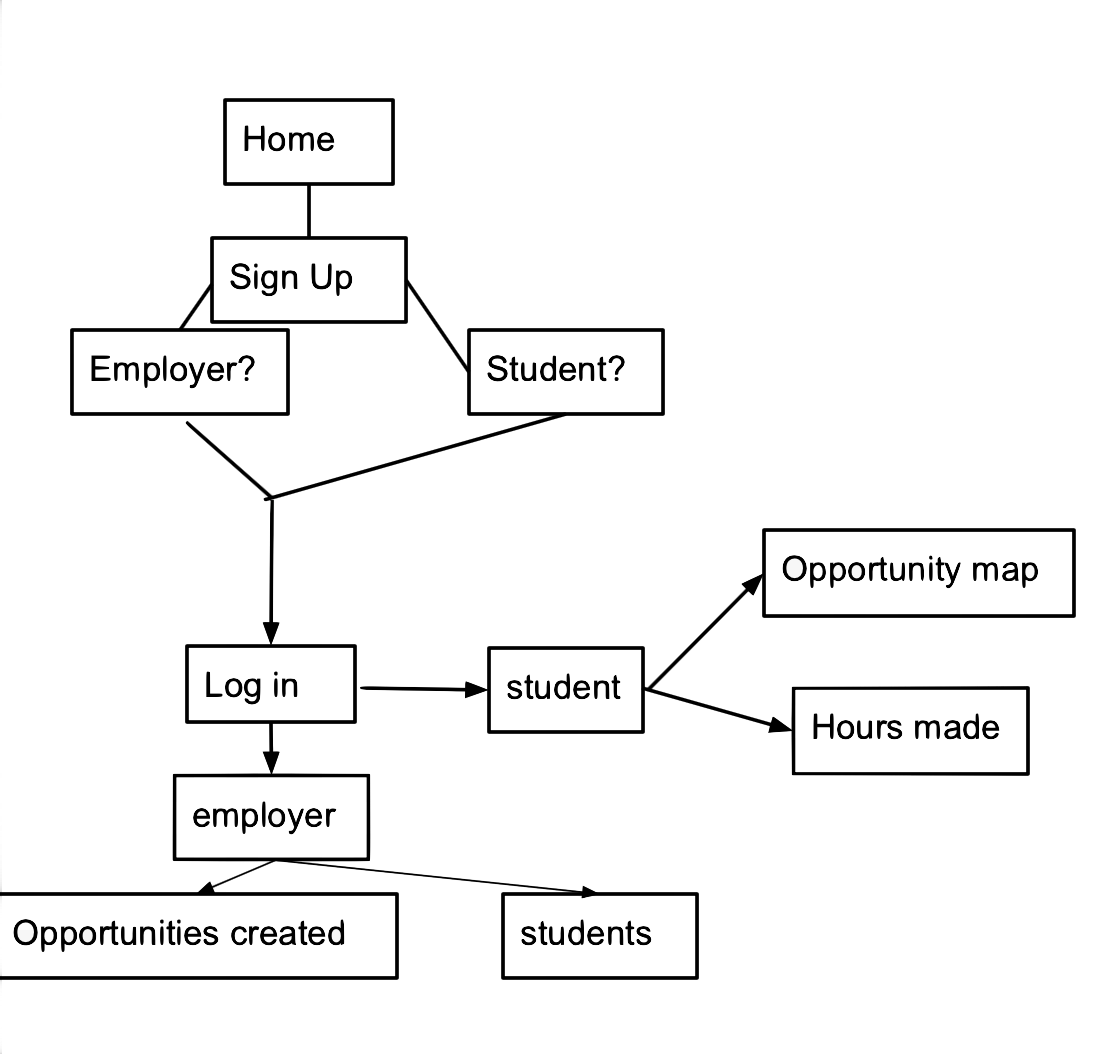 Home
Sign Up
Employer?
Student?
Opportunity map
Log in
student
Hours made
employer
Opportunities created
students